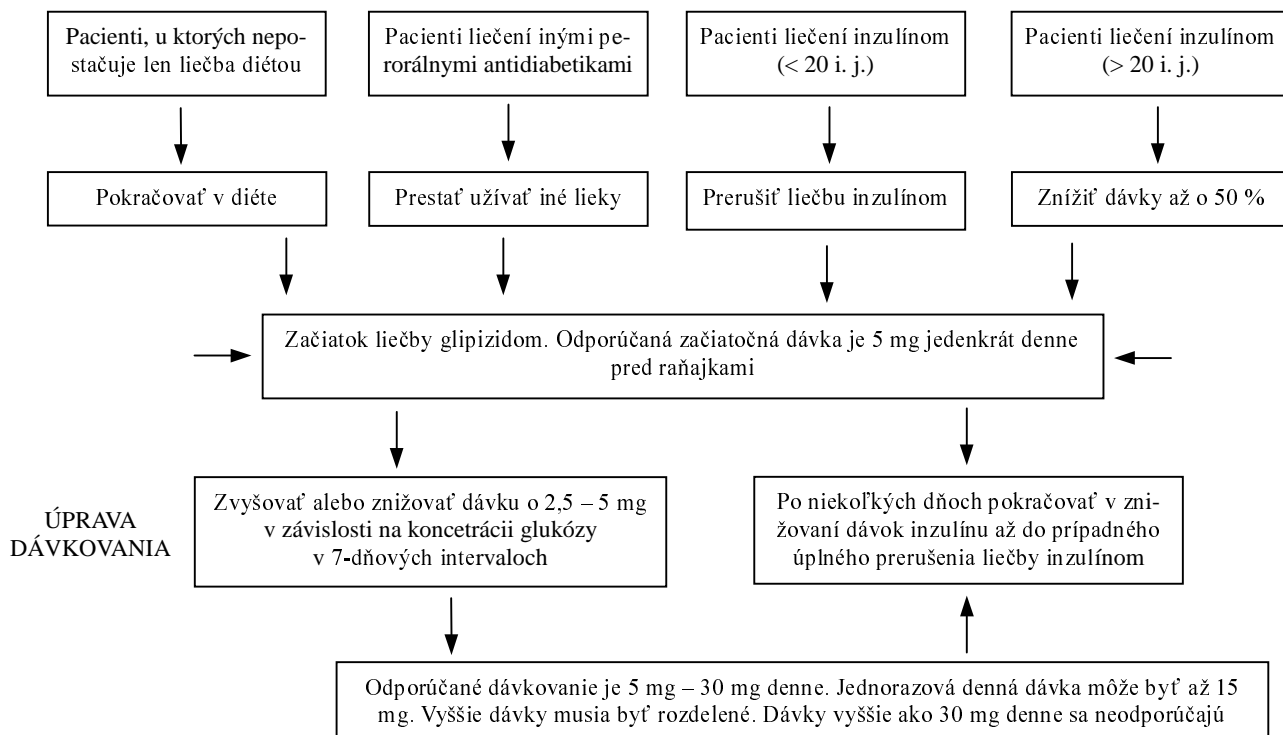 Pacienti, u ktorých nepo-
stačuje len liečba diétou
Pacienti liečení inými pe-
rorálnymi antidiabetikami
Pacienti liečení inzulínom
(< 20 i. j.)
Pacienti liečení inzulínom
(> 20 i. j.)
Pokračovať v diéte
Prestať užívať iné lieky
Prerušiť liečbu inzulínom
Znížiť dávky až o 50 %
Začiatok liečby glipizidom. Odporúčaná začiatočná dávka je 5 mg jedenkrát denne
pred raňajkami
ÚPRAVA
DÁVKOVANIA
Zvyšovať alebo znižovať dávku o 2,5 – 5 mg
v závislosti na koncetrácii glukózy
v 7-dňových intervaloch
Po niekoľkých dňoch pokračovať v zni-
žovaní dávok inzulínu až do prípadného
úplného prerušenia liečby inzulínom
Odporúčané dávkovanie je 5 mg – 30 mg denne. Jednorazová denná dávka môže byť až 15
mg. Vyššie dávky musia byť rozdelené. Dávky vyššie ako 30 mg denne sa neodporúčajú